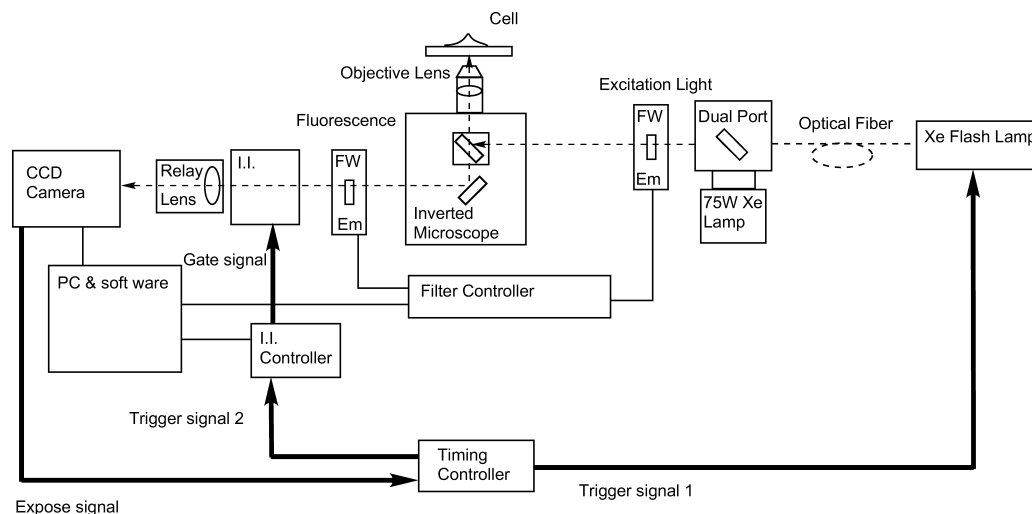 Cell
Objective Lens
Excitation Light
Fluorescence
FW
Dual Port
Optical Fiber
Xe Flash Lamp
CCD
Camera
Relay
Lens
I.I.
FW
Em
Em
75W Xe
Lamp
Inverted
Microscope
Gate signal
PC & soft ware
Filter Controller
I.I.
Controller
Trigger signal 2
Timing
Controller
Trigger signal 1
Expose signal